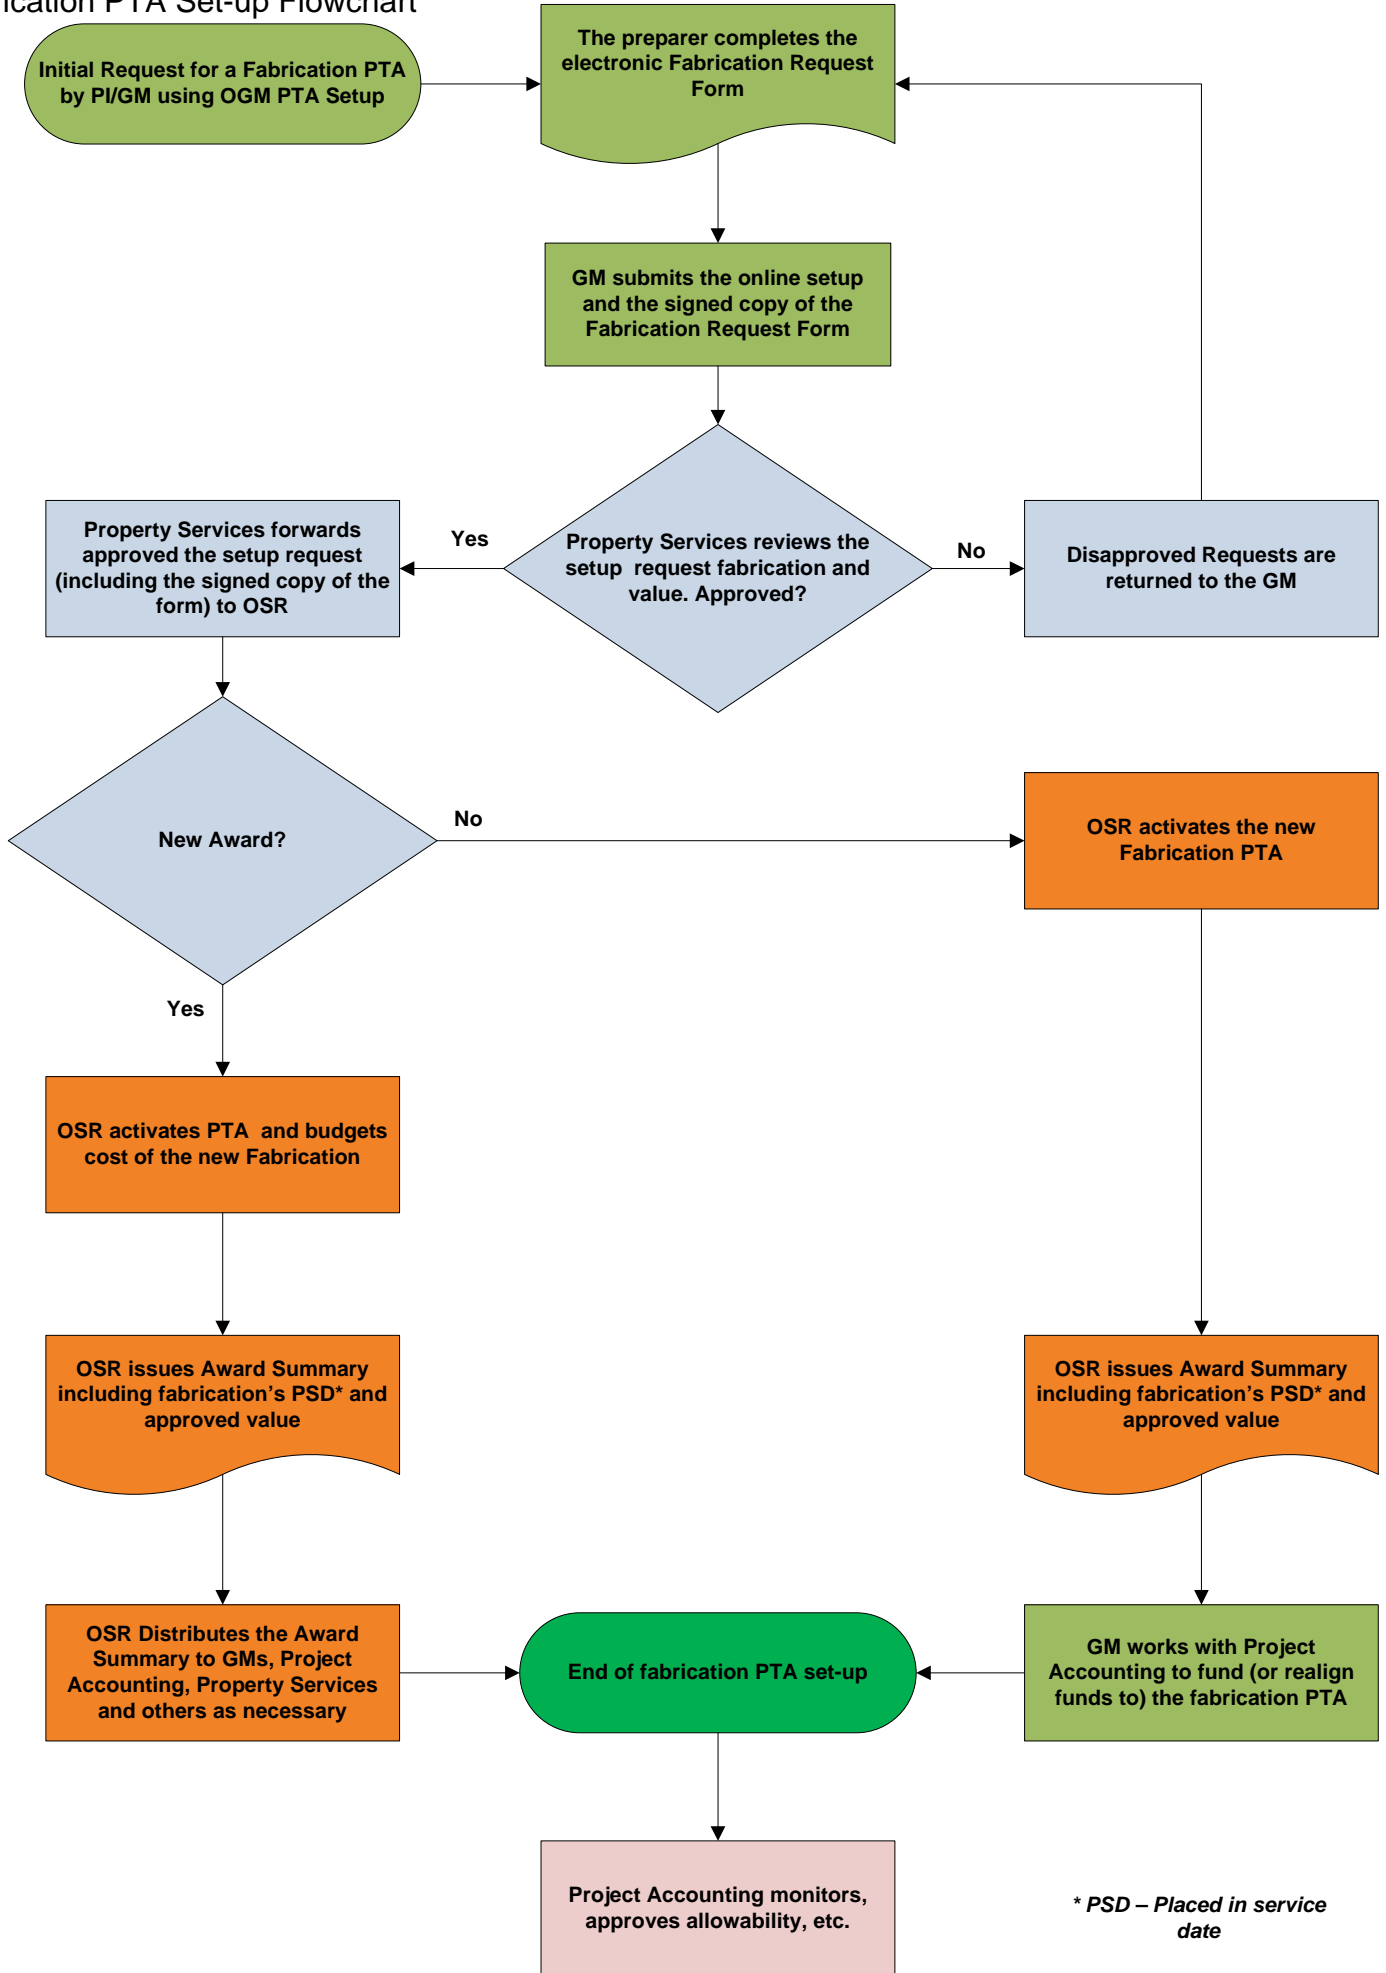 ication PTA Set-up Flowchart
Initial Request for a Fabrication PTA
by PI/GM using OGM PTA Setup
The preparer completes the
electronic Fabrication Request
Form
GM submits the online setup
and the signed copy of the
Fabrication Request Form
Property Services forwards
approved the setup request
(including the signed copy of the
form) to OSR
Yes
Property Services reviews the
setup request fabrication and
value. Approved?
No
Disapproved Requests are
returned to the GM
New Award?
No
OSR activates the new
Fabrication PTA
Yes
OSR activates PTA and budgets
cost of the new Fabrication
OSR issues Award Summary
including fabrication’s PSD* and
approved value
OSR issues Award Summary
including fabrication’s PSD* and
approved value
OSR Distributes the Award
Summary to GMs, Project
Accounting, Property Services
and others as necessary
End of fabrication PTA set-up
GM works with Project
Accounting to fund (or realign
funds to) the fabrication PTA
Project Accounting monitors,
approves allowability, etc.
* PSD – Placed in service
date